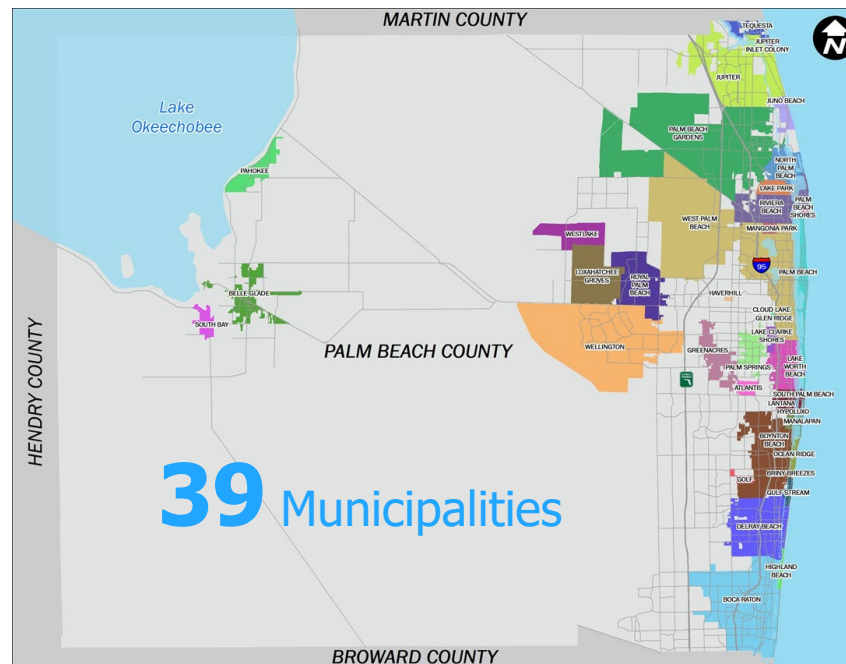 MARTIN COUNTY
TEQUESTA
N
JUPITER
INLET COLONY
JUPITER
JUNO BEACH
Lake
Okeechobee
PALM BEACH
GARDENS
PAHOKEE
NORTH
PALM
BEACH
LAKE PARK
RIVIERA
BEACH
PALM
BEACH
SHORES
WEST PALM
BEACH
MANGONIA PARK
WESTLAKE
LOXAHATCHEE
GROVES
ROYAL
PALM
BEACH
95
PALM BEACH
BELLE GLADE
HAVERHILL
SOUTH BAY
CLOUD LAKE
GLEN RIDGE
LAKE CLARKE
SHORES
HENDRY COUNTY
PALM BEACH COUNTY
WELLINGTON
GREENACRES
PALM SPRINGS
LAKE
WORTH
BEACH
ATLANTIS
SOUTH PALM BEACH
LANTANA
HYPOLUXO
MANALAPAN
BOYNTON
BEACH
OCEAN RIDGE
39 Municipalities
BRINY BREEZES
GOLF
GULF STREAM
DELRAY BEACH
HIGHLAND
BEACH
BOCA RATON
BROWARD COUNTY